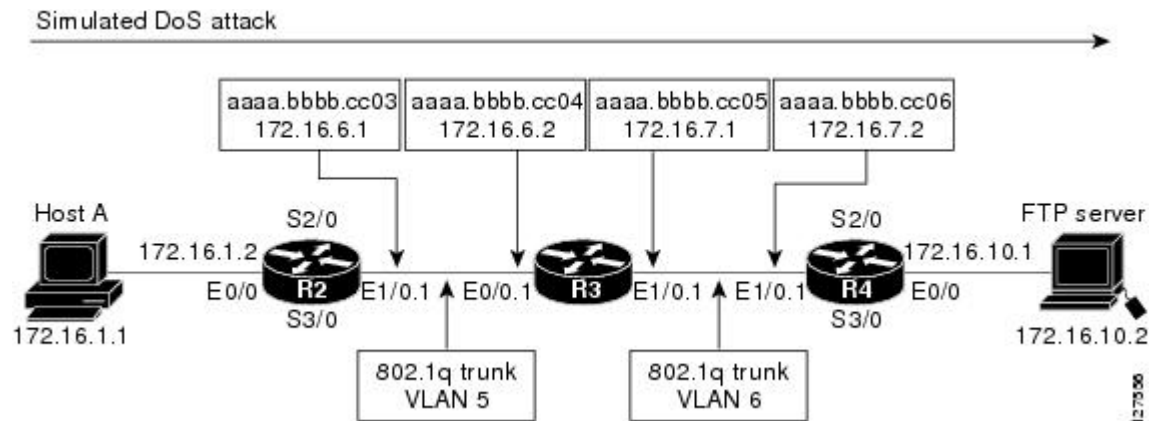 Simulated DoS attack
aaaa.bbbb.cc03
172.16.6.1
aaaa.bbbb.cc04
172.16.6.2
aaaa.bbbb.cc05
172.16.7.1
aaaa.bbbb.cc06
172.16.7.2
Host A
172.16.1.1
172.16.1.2
E0/0
S2/0
R2
S3/0
E1/0.1
E0/0.1
R3
E1/0.1
E1/0.1
S2/0
R4
S3/0
172.16.10.1
E0/0
FTP server
172.16.10.2
802.1q trunk
VLAN 5
802.1q trunk
VLAN 6
127556